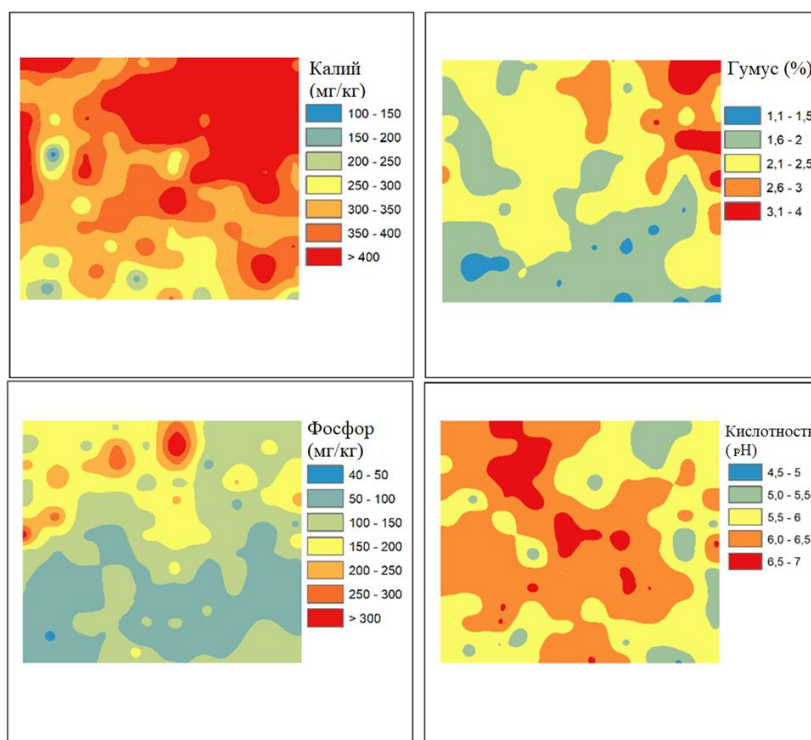 Калий
(мг/кг)
100 - 150
150 - 200
200 - 250
250 - 300
300 - 350
350 - 400
> 400
Гумус (%)
1,1 - 1,5
1,6 - 2
2,1 - 2,5
2,6 - 3
3,1 - 4
Фосфор
(мг/кг)
40 - 50
50 - 100
100 - 150
150 - 200
200 - 250
250 - 300
> 300
Кислотность
( рН)
4,5 - 5
5,0 - 5,5
5,5 - 6
6,0 - 6,5
6,5 - 7